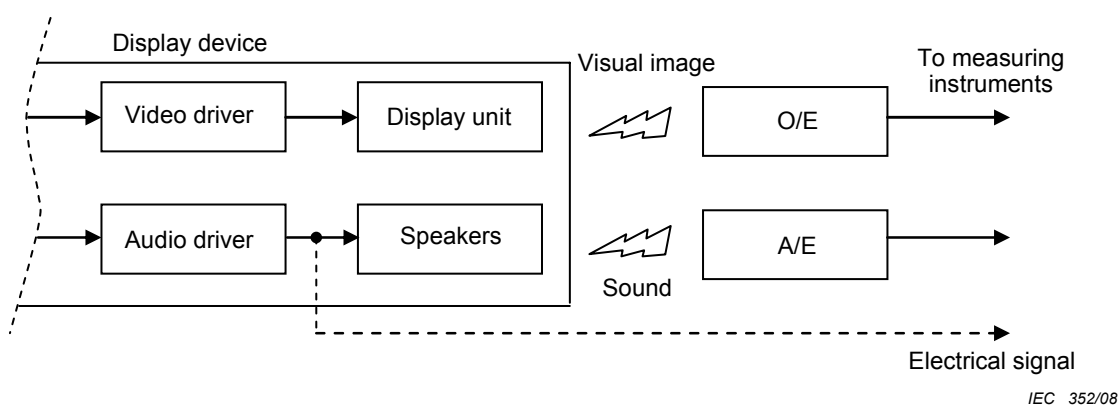 Display device
Visual image
To measuring
instruments
Video driver
Display unit
O/E
Audio driver
Speakers
A/E
Sound
Electrical signal
IEC 352/08